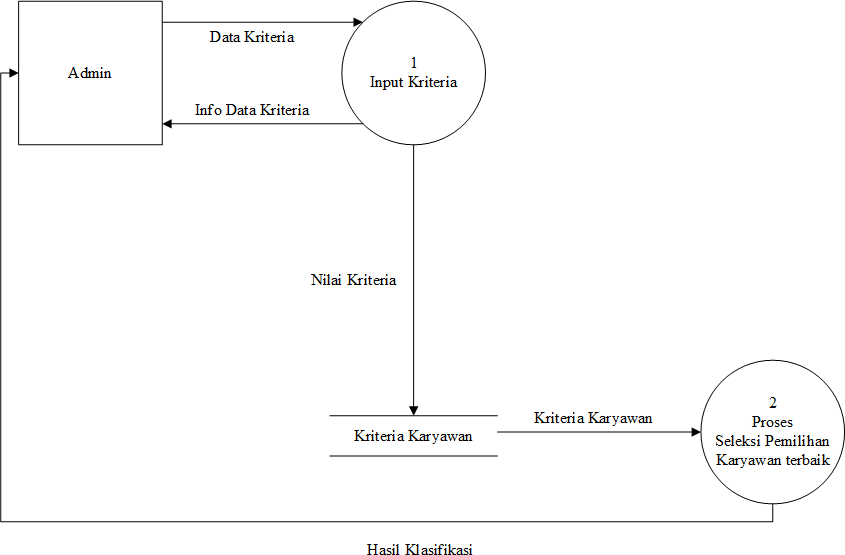 Admin
Data Kriteria
1
Input Kriteria
Info Data Kriteria
Nilai Kriteria
Kriteria Karyawan
Kriteria Karyawan
2
Proses
Seleksi Pemilihan
Karyawan terbaik
Hasil Klasifikasi